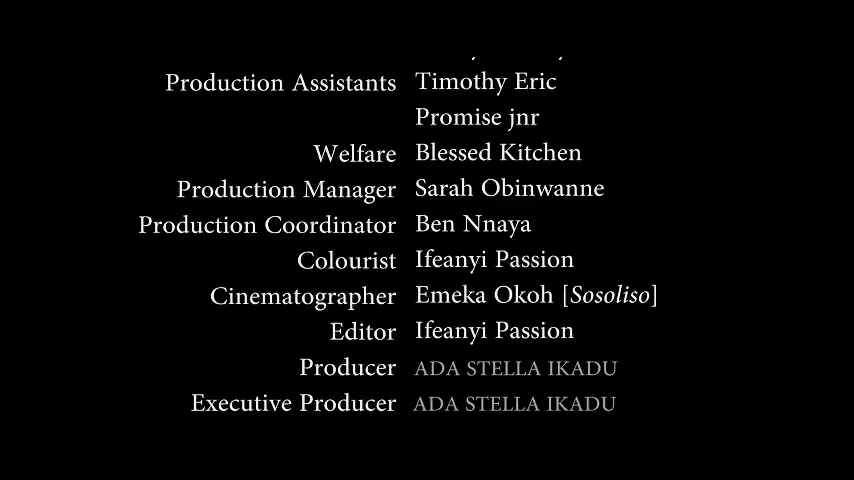 Production Assistants Timothy Eric
Promise jnr
Welfare Blessed Kitchen
Production Manager Sarah Obinwanne
Production Coordinator Ben Nnaya
Colourist Ifeanyi Passion
Cinematographer Emeka Okoh [Sosoliso]
Editor Ifeanyi Passion
Producer ADA STELLA IKADU
Executive Producer ADA STELLA IKADU